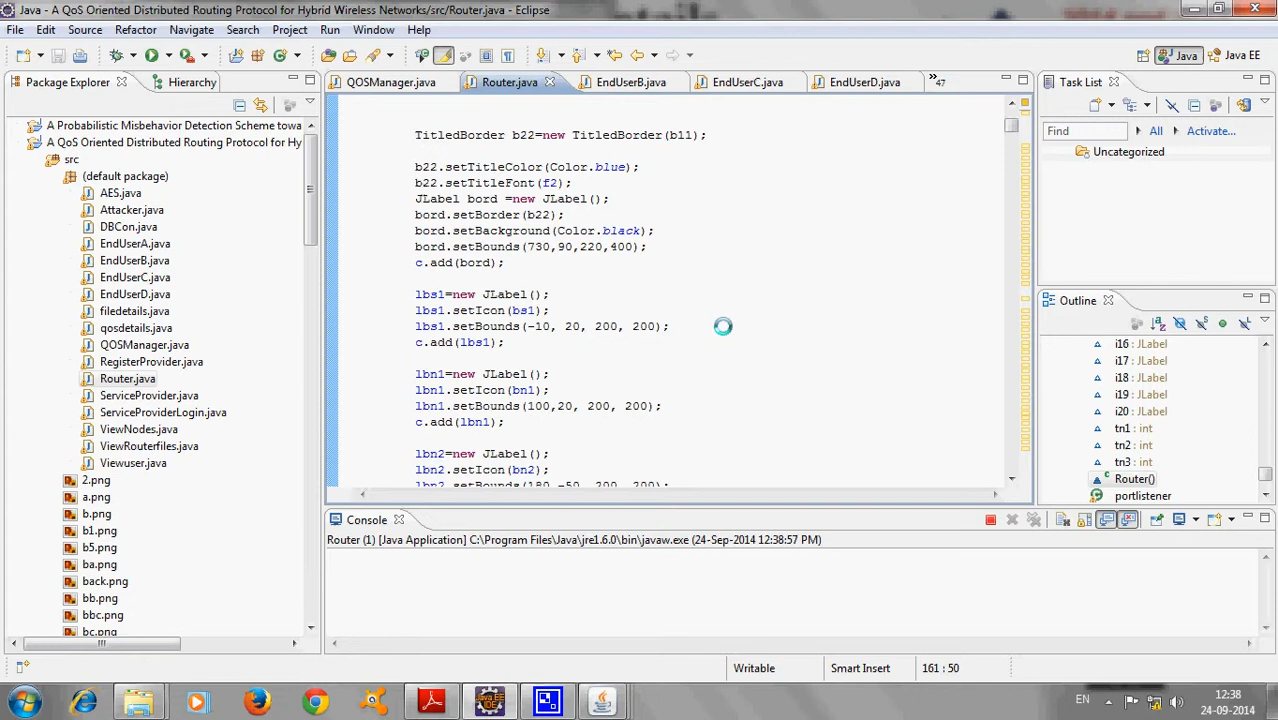 Java - A QoS Oriented Distributed Routing Protocol for Hybrid Wireless Networks/src/Router.java - Eclipse
File Edit Source Refactor Navigate Search Project Run Window Help
Java Java EE
Package Explorer Hierarchy
A Probabilistic Misbehavior Detection Scheme towa
A QoS Oriented Distributed Routing Protocol for Hy
src
(default package)
AES.java
Attacker.java
DBCon.java
EndUserA.java
EndUserB.java
EndUserC.java
EndUserD.java
filedetails.java
qosdetails.java
QOSManager.java
RegisterProvider.java
Router.java
ServiceProvider.java
ServiceProviderLogin.java
ViewNodes.java
ViewRouterfiles.java
Viewuser.java
2.png
a.png
b.png
b1.png
b5.png
ba.png
back.png
bb.png
bbc.png
bc.png
QOSManager.java Router.java EndUserB.java EndUserC.java EndUserD.java »47
TitledBorder b22=new TitledBorder(b11);
b22.setTitleColor(Color.blue);
b22.setTitleFont(f2);
JLabel bord =new JLabel();
bord.setBorder(b22);
bord.setBackground(Color.black);
bord.setBounds(730,90,220,400);
c.add(bord);
lbs1=new JLabel();
lbs1.setIcon(bs1);
lbs1.setBounds(-10, 20, 200, 200);
c.add(lbs1);
lbn1=new JLabel();
lbn1.setIcon(bn1);
lbn1.setBounds(100,20, 200, 200);
c.add(lbn1);
lbn2=new JLabel();
lbn2.setIcon(bn2);
lbn2.setBounds(180,-50, 200, 200);
Task List
Find All Activate...
Uncategorized
Outline
i16 : JLabel
i17 : JLabel
i18 : JLabel
i19 : JLabel
i20 : JLabel
tn1 : int
tn2 : int
tn3 : int
Router()
portlistener
Console
Router (1) [Java Application] C:\Program Files\Java\jre1.6.0\bin\javaw.exe (24-Sep-2014 12:38:57 PM)
Writable Smart Insert 161 : 50
EN 12:38
24-09-2014